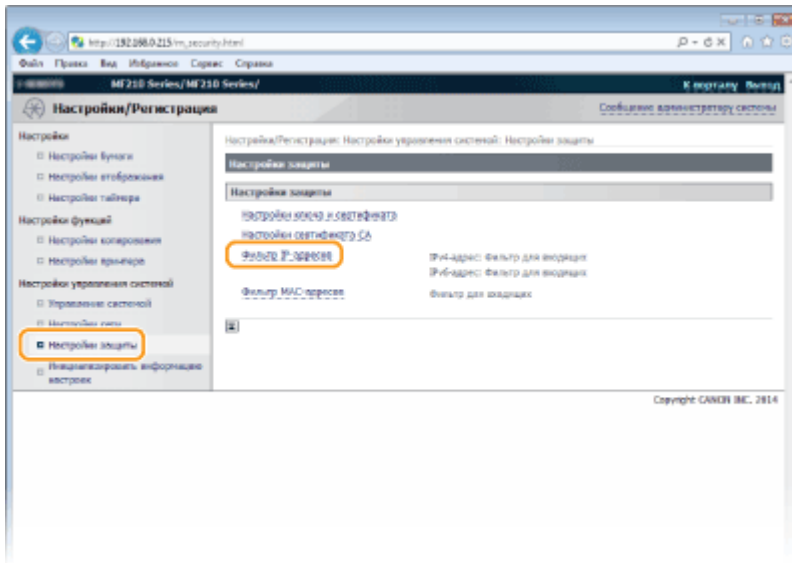 http://192.168.0.215/m_security.html
Файл Правка Вид Избранное Сервис Справка
MF210 Series/MF210 Series/
К порталу Выход
Настройки/Регистрация
Сообщение администратору системы
Настройки
Настройки бумаги
Настройки отображения
Настройки таймера
Настройки функций
Настройки копирования
Настройки принтера
Настройки управления системой
Управление системой
Настройки сети
Настройки защиты
Инициализировать информацию
настроек
Настройки/Регистрация: Настройки управления системой: Настройки защиты
Настройки защиты
Настройки защиты
Настройки ключа и сертификата
Настройки сертификата CA
Фильтр IP-адресов
IPv4-адрес: Фильтр для входящих
IPv6-адрес: Фильтр для входящих
Фильтр MAC-адресов
Фильтр для входящих
Copyright CANON INC. 2014